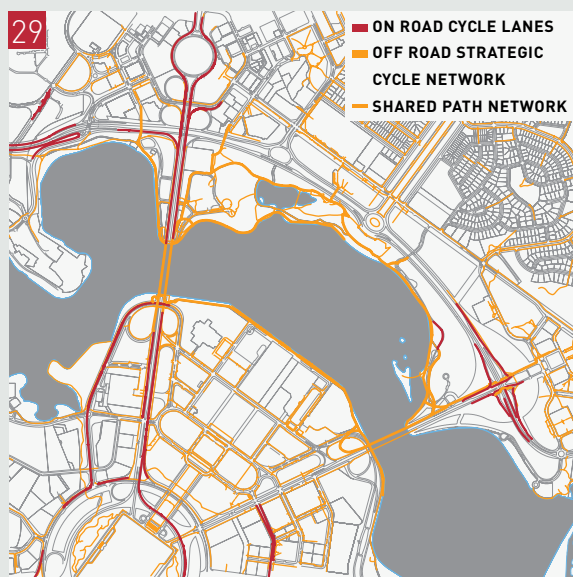 29
ON ROAD CYCLE LANES
OFF ROAD STRATEGIC
CYCLE NETWORK
SHARED PATH NETWORK